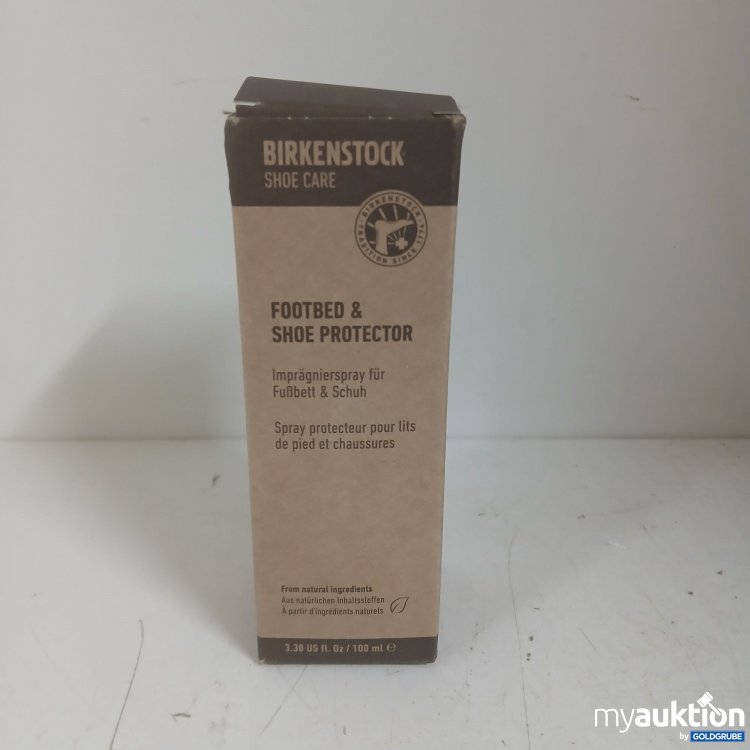 BIRKENSTOCK
SHOE CARE
BIRKENSTOCK
TRADITION SINCE 1774
FOOTBED &
SHOE PROTECTOR
Imprägnierspray für
Fußbett & Schuh
Spray protecteur pour lits
de pied et chaussures
From natural ingredients
Aus natürlichen Inhaltsstoffen
À partir d'ingrédients naturels
3.38 US fl. Oz / 100 ml ℮
myauktion
by GOLDGRUBE